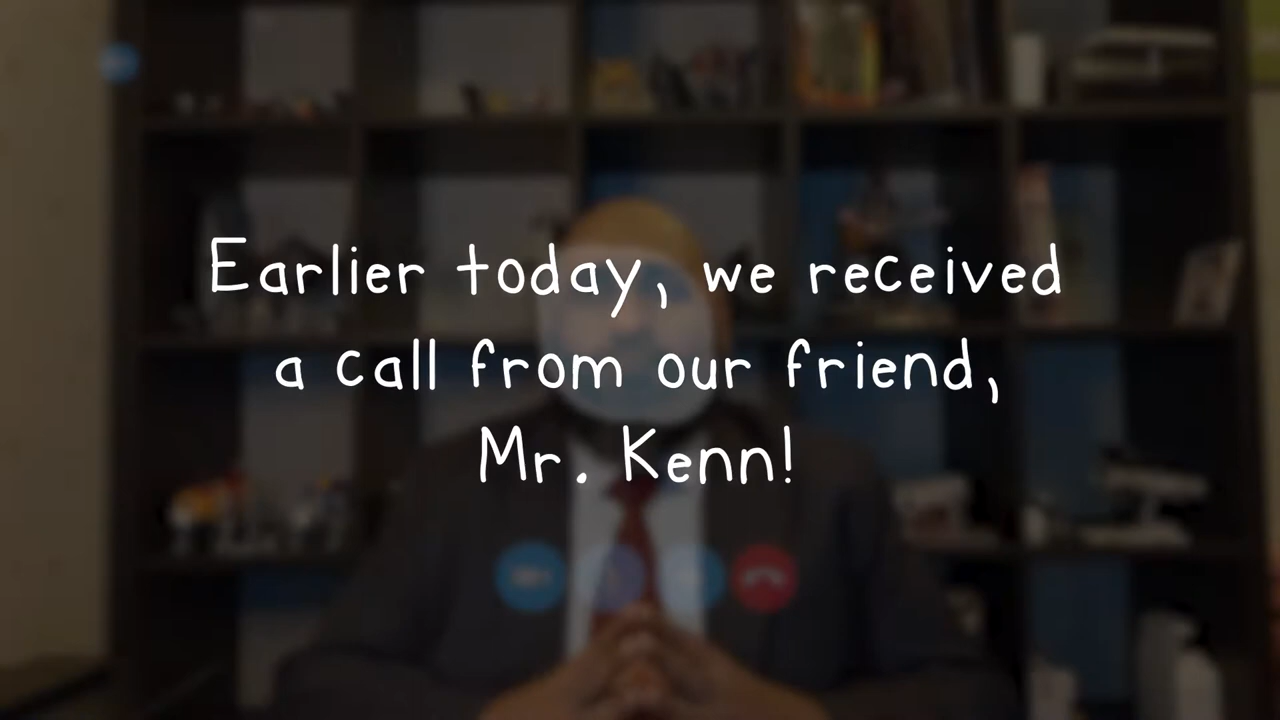 Earlier today, we received
a call from our friend,
Mr. Kenn!